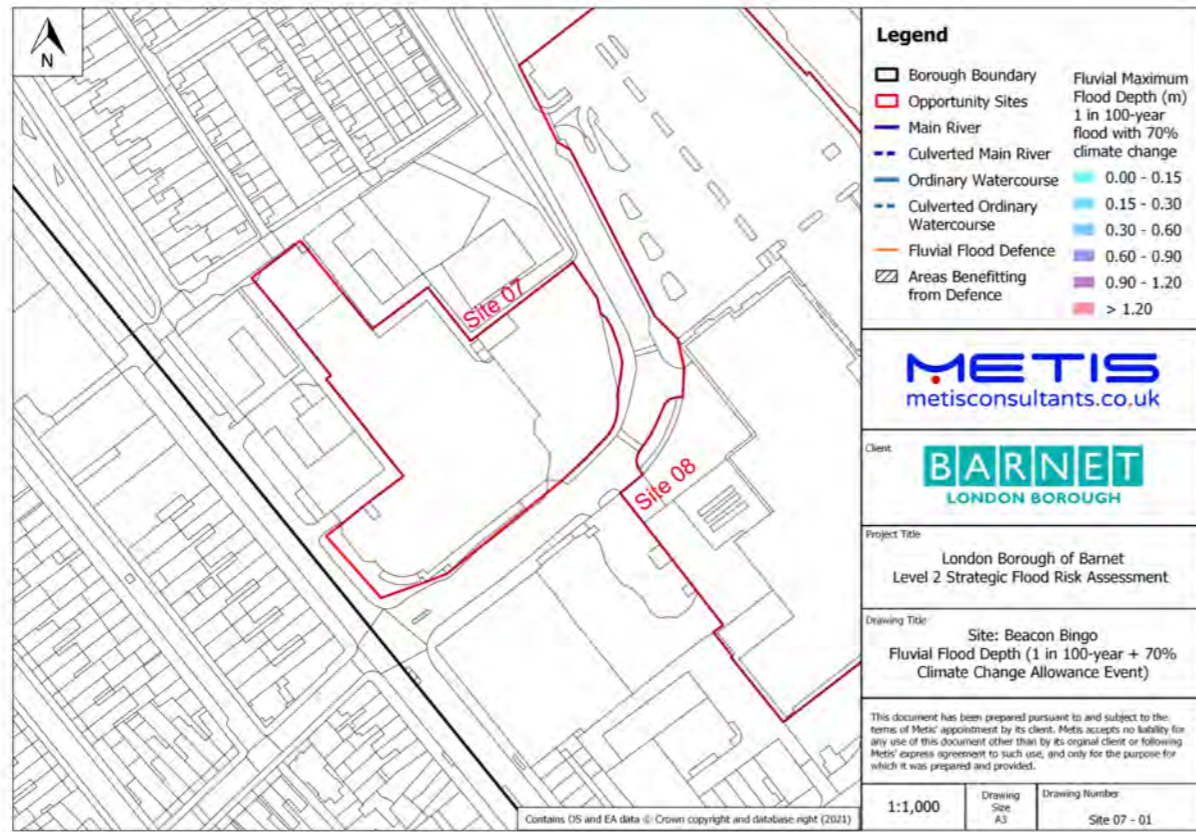 N
Site 07
Site 08
Contains OS and EA data © Crown copyright and database right (2021)
Legend
Borough Boundary
Opportunity Sites
Main River
Culverted Main River
Ordinary Watercourse
Culverted Ordinary
Watercourse
Fluvial Flood Defence
Areas Benefitting
from Defence
Fluvial Maximum
Flood Depth (m)
1 in 100-year
flood with 70%
climate change
0.00 - 0.15
0.15 - 0.30
0.30 - 0.60
0.60 - 0.90
0.90 - 1.20
> 1.20
METIS
metisconsultants.co.uk
Client
BARNET
LONDON BOROUGH
Project Title
London Borough of Barnet
Level 2 Strategic Flood Risk Assessment
Drawing Title
Site: Beacon Bingo
Fluvial Flood Depth (1 in 100-year + 70%
Climate Change Allowance Event)
This document has been prepared pursuant to and subject to the
terms of Metis' appointment by its client. Metis accepts no liability for
any use of this document other than by its orginal client or following
Metis' express agreement to such use, and only for the purpose for
which it was prepared and provided.
1:1,000
Drawing
Size
A3
Drawing Number
Site 07 - 01